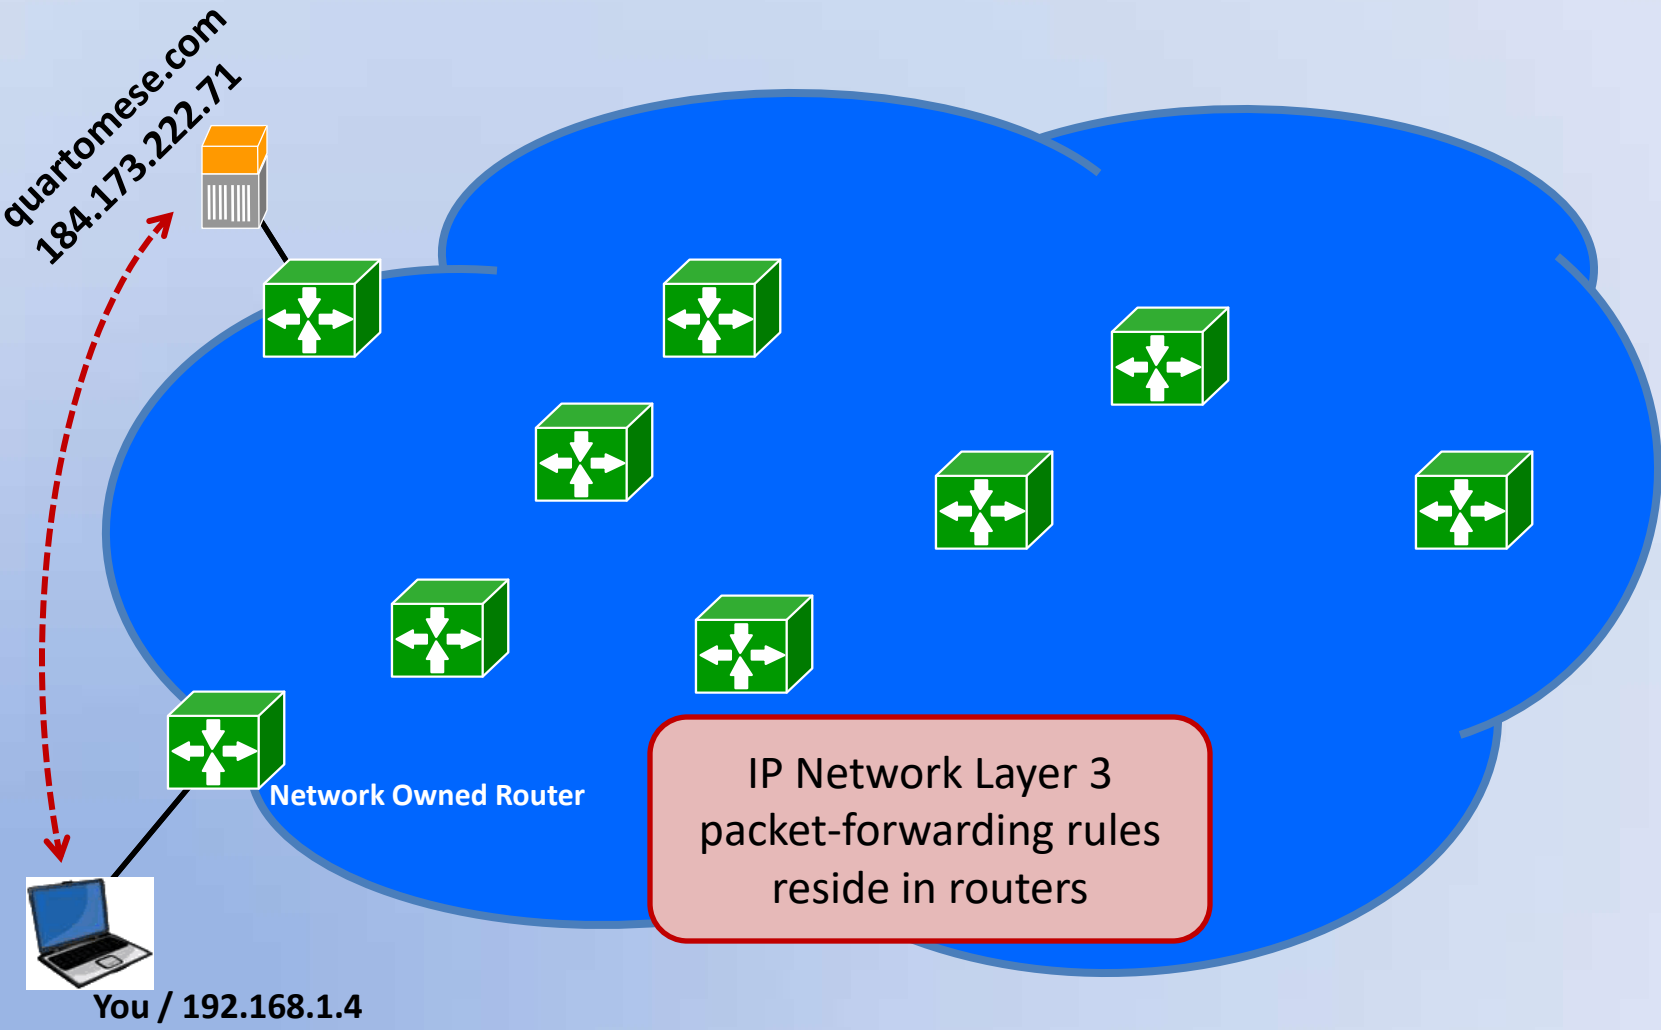 quartomese.com
184.173.222.71
Network Owned Router
IP Network Layer 3
packet-forwarding rules
reside in routers
You / 192.168.1.4